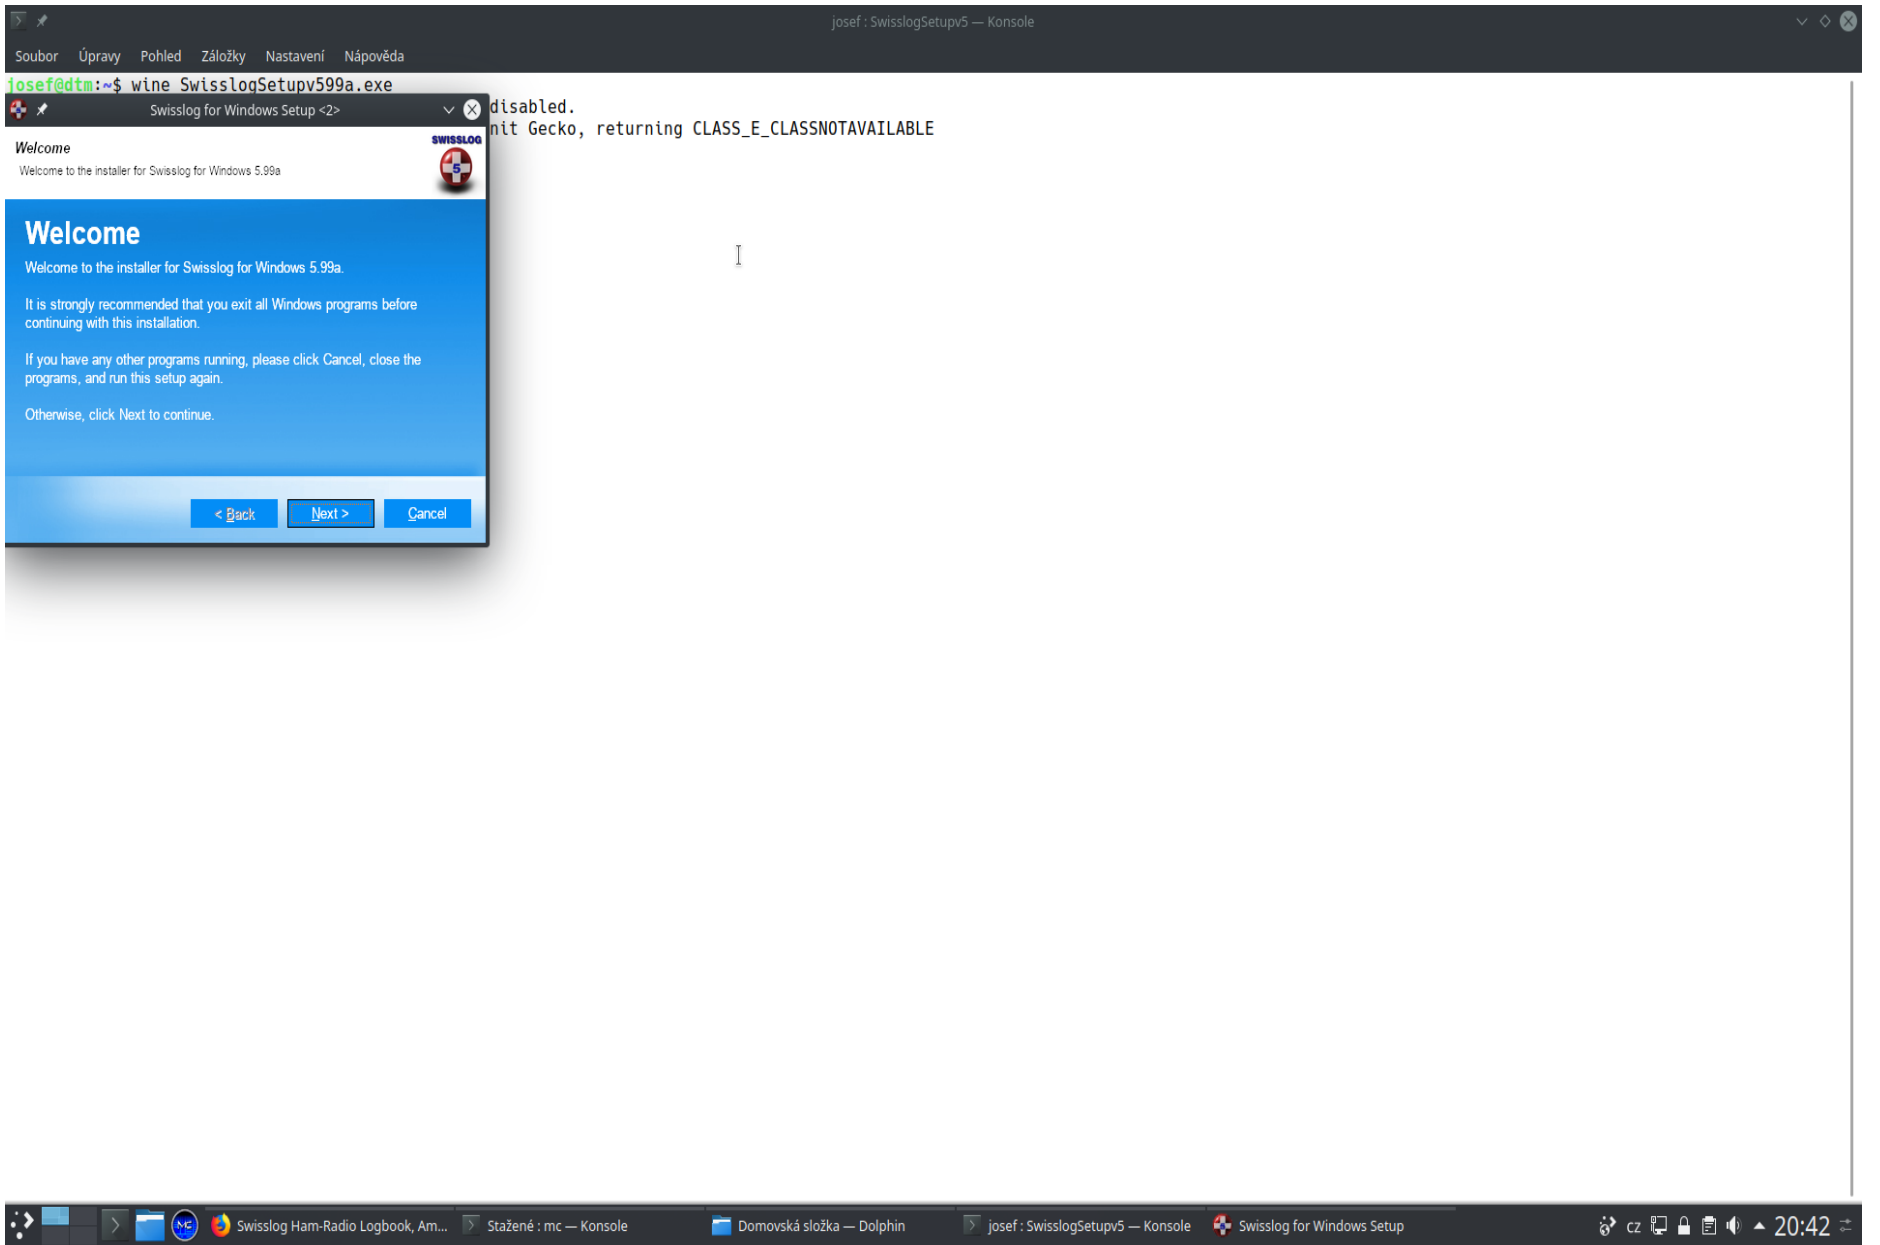 josef : SwisslogSetupv5 — Konsole
Soubor Úpravy Pohled Záložky Nastavení Nápověda
josef@dtm:~$ wine SwisslogSetupv599a.exe
disabled.
nit Gecko, returning CLASS_E_CLASSNOTAVAILABLE
Swisslog for Windows Setup <2>
Welcome
Welcome to the installer for Swisslog for Windows 5.99a
SWISSLOG
5
Welcome
Welcome to the installer for Swisslog for Windows 5.99a.
It is strongly recommended that you exit all Windows programs before
continuing with this installation.
If you have any other programs running, please click Cancel, close the
programs, and run this setup again.
Otherwise, click Next to continue.
< Back Next > Cancel
Swisslog Ham-Radio Logbook, Am... Stažené : mc — Konsole Domovská složka — Dolphin josef : SwisslogSetupv5 — Konsole Swisslog for Windows Setup cz 20:42